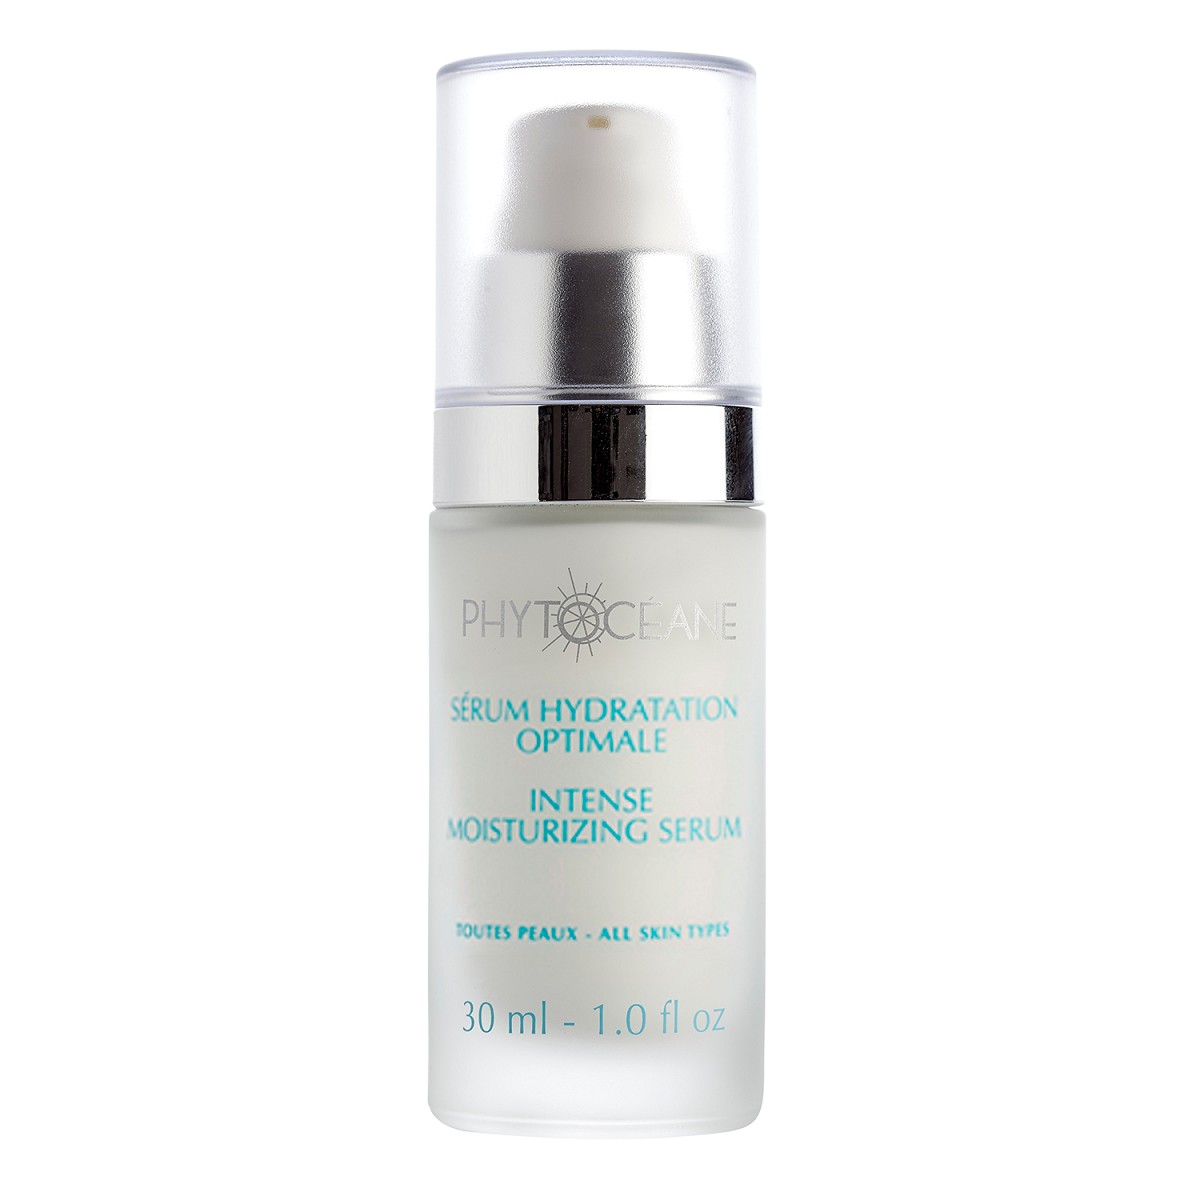 PHYTOCÉANE
SÉRUM HYDRATATION
OPTIMALE
INTENSE
MOISTURIZING SERUM
TOUTES PEAUX - ALL SKIN TYPES
30 ml - 1.0 fl oz